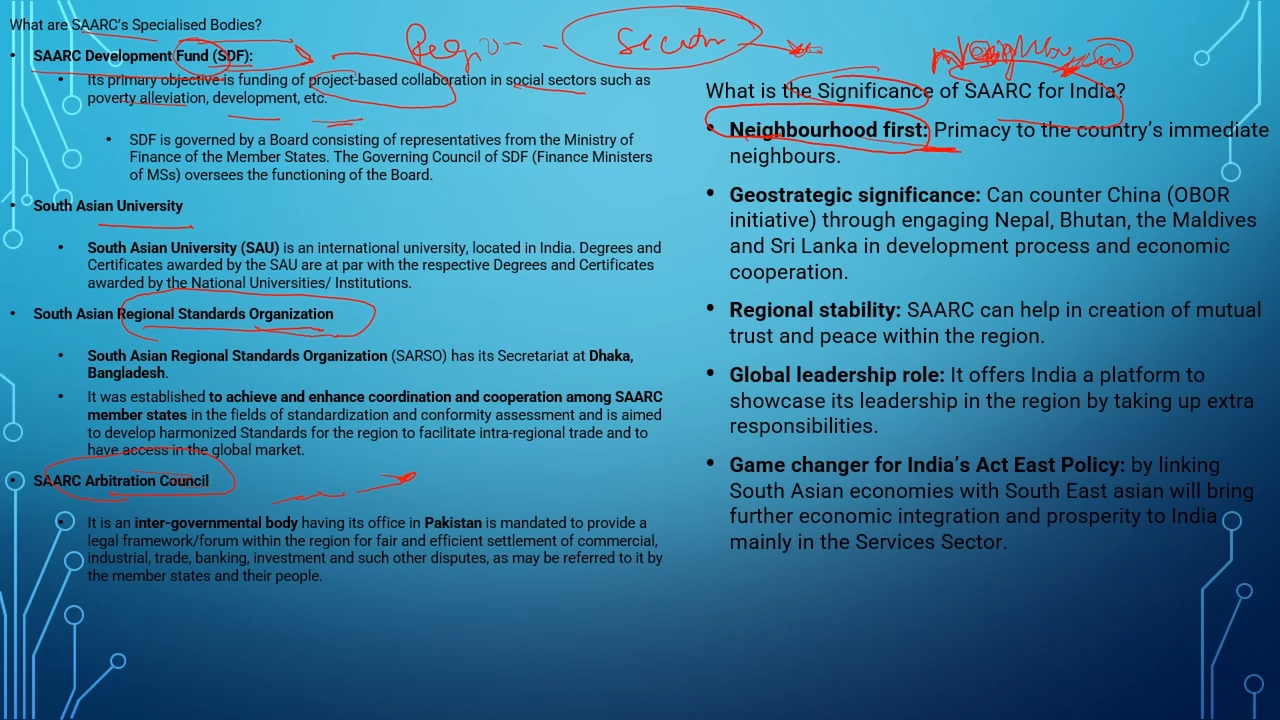 What are SAARC's Specialised Bodies?
• SAARC Development Fund (SDF):
• Its primary objective is funding of project-based collaboration in social sectors such as
poverty alleviation, development, etc.
• SDF is governed by a Board consisting of representatives from the Ministry of
Finance of the Member States. The Governing Council of SDF (Finance Ministers
of MSs) oversees the functioning of the Board.
• South Asian University
• South Asian University (SAU) is an international university, located in India. Degrees and
Certificates awarded by the SAU are at par with the respective Degrees and Certificates
awarded by the National Universities/ Institutions.
• South Asian Regional Standards Organization
• South Asian Regional Standards Organization (SARSO) has its Secretariat at Dhaka,
Bangladesh.
• It was established to achieve and enhance coordination and cooperation among SAARC
member states in the fields of standardization and conformity assessment and is aimed
to develop harmonized Standards for the region to facilitate intra-regional trade and to
have access in the global market.
• SAARC Arbitration Council
• It is an inter-governmental body having its office in Pakistan is mandated to provide a
legal framework/forum within the region for fair and efficient settlement of commercial,
industrial, trade, banking, investment and such other disputes, as may be referred to it by
the member states and their people.
What is the Significance of SAARC for India?
• Neighbourhood first: Primacy to the country's immediate
neighbours.
• Geostrategic significance: Can counter China (OBOR
initiative) through engaging Nepal, Bhutan, the Maldives
and Sri Lanka in development process and economic
cooperation.
• Regional stability: SAARC can help in creation of mutual
trust and peace within the region.
• Global leadership role: It offers India a platform to
showcase its leadership in the region by taking up extra
responsibilities.
• Game changer for India's Act East Policy: by linking
South Asian economies with South East asian will bring
further economic integration and prosperity to India
mainly in the Services Sector.